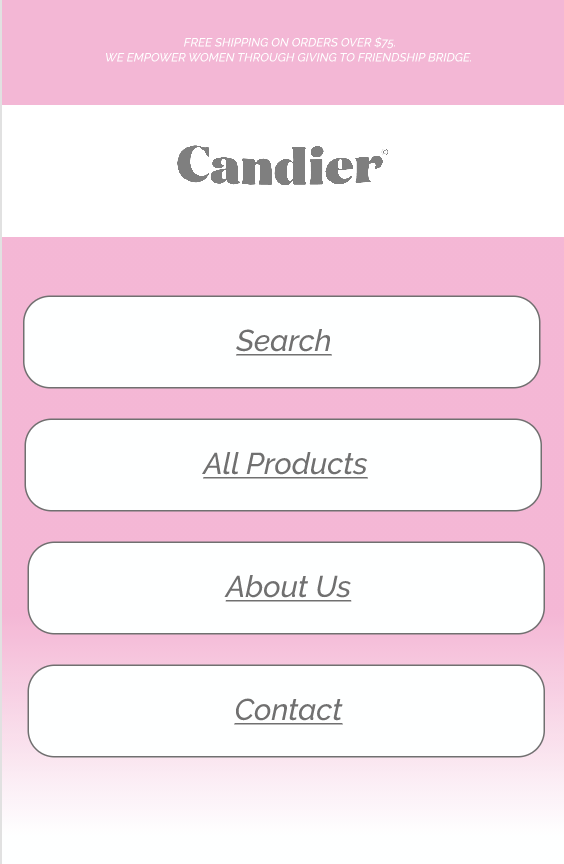 FREE SHIPPING ON ORDERS OVER $75.
WE EMPOWER WOMEN THROUGH GIVING TO FRIENDSHIP BRIDGE.
Candier
Search
All Products
About Us
Contact